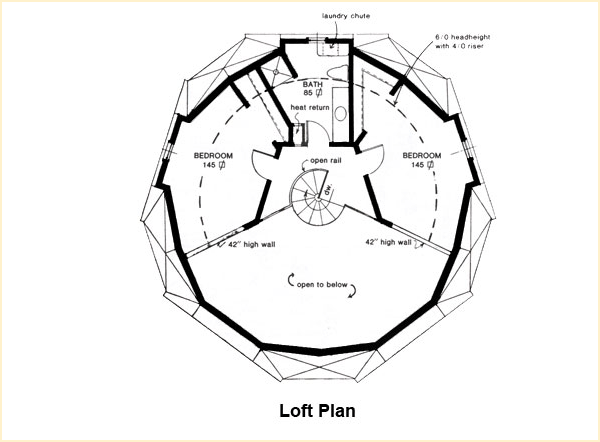 laundry chute
6/0 headheight
with 4/0 riser
BATH
85 ⍁
heat return
BEDROOM
145 ⍁
open rail
BEDROOM
145 ⍁
dw.
42" high wall
42" high wall
open to below
Loft Plan